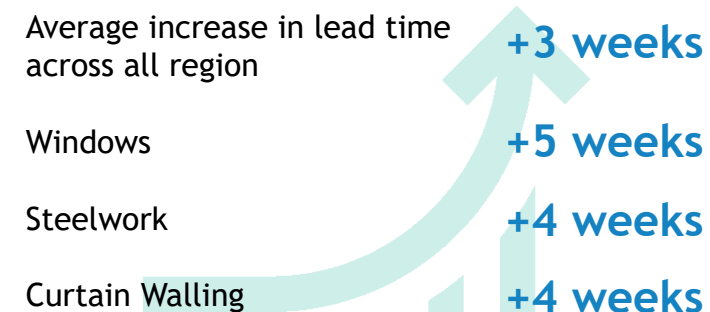 Average increase in lead time
across all region
+3 weeks
Windows
+5 weeks
Steelwork
+4 weeks
Curtain Walling
+4 weeks